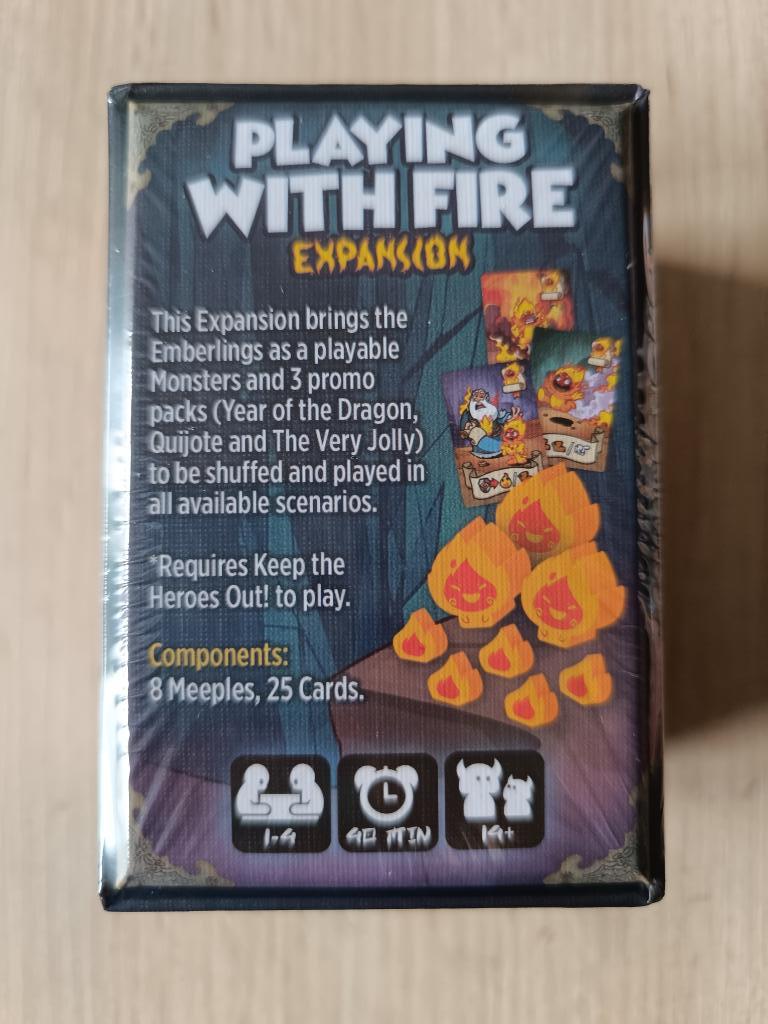 PLAYING
WITH FIRE
EXPANSION
This Expansion brings the
Emberlings as a playable
Monsters and 3 promo
packs (Year of the Dragon,
Quijote and The Very Jolly)
to be shuffed and played in
all available scenarios.
*Requires Keep the
Heroes Out! to play.
Components:
8 Meeples, 25 Cards.
1-4
40 MIN
14+